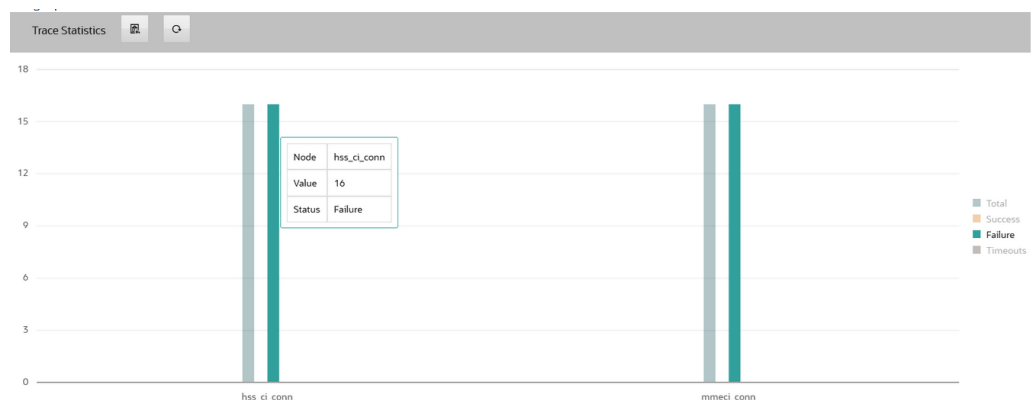 Trace Statistics
18
15
12
9
6
3
0
Node hss_ci_conn
Value 16
Status Failure
Total
Success
Failure
Timeouts
hss_ci_conn
mmeci_conn